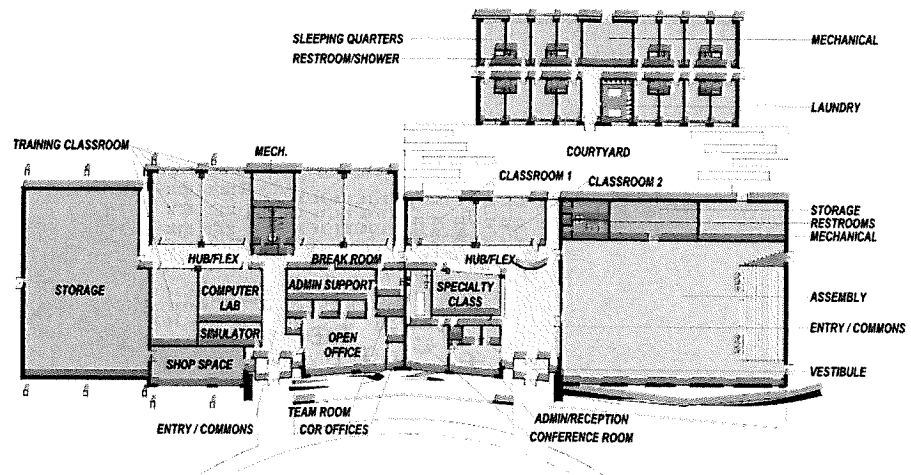 SLEEPING QUARTERS
MECHANICAL
RESTROOM/SHOWER
LAUNDRY
TRAINING CLASSROOM
MECH.
COURTYARD
CLASSROOM 1
CLASSROOM 2
STORAGE
RESTROOMS
MECHANICAL
HUB/FLEX
BREAK ROOM
HUB/FLEX
STORAGE
COMPUTER
LAB
ADMIN SUPPORT
SPECIALTY
CLASS
ASSEMBLY
SIMULATOR
OPEN
OFFICE
ENTRY / COMMONS
SHOP SPACE
VESTIBULE
TEAM ROOM
COR OFFICES
ENTRY / COMMONS
ADMIN/RECEPTION
CONFERENCE ROOM